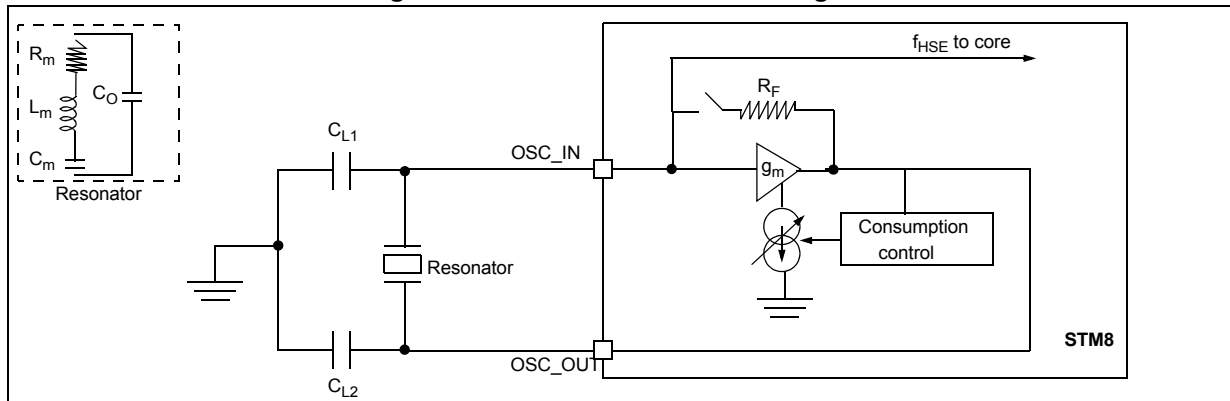 f_HSE to core
R_m
C_O
L_m
C_m
Resonator
R_F
C_L1
OSC_IN
g_m
Consumption
control
Resonator
STM8
OSC_OUT
C_L2